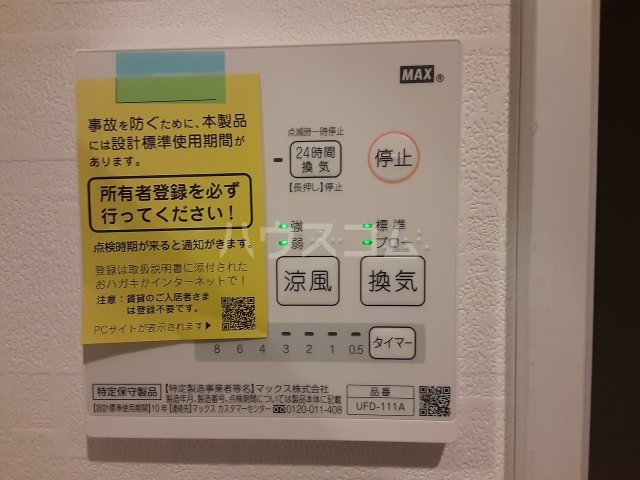 MAX®
事故を防ぐために、本製品
には設計標準使用期間が
あります。
所有者登録を必ず
行ってください!
点検時期が来ると通知がきます。
登録は取扱説明書に添付された
おハガキかインターネットで!
注意:賃貸のご入居者さま
は登録不要です。
PCサイトが表示されます▶
点滅時一時停止
24時間
換気
【長押し】停止
停止
強
弱
標準
ブロー
ハウスコム
涼風
換気
8 6 4 3 2 1 0.5
タイマー
特定保守製品
【特定製造事業者等名】マックス株式会社
製造年月、製造番号、点検期間については製品本体に記載
【設計標準使用期間】10年【連絡先】マックス カスタマーセンター 0120-011-408
品番
UFD-111A